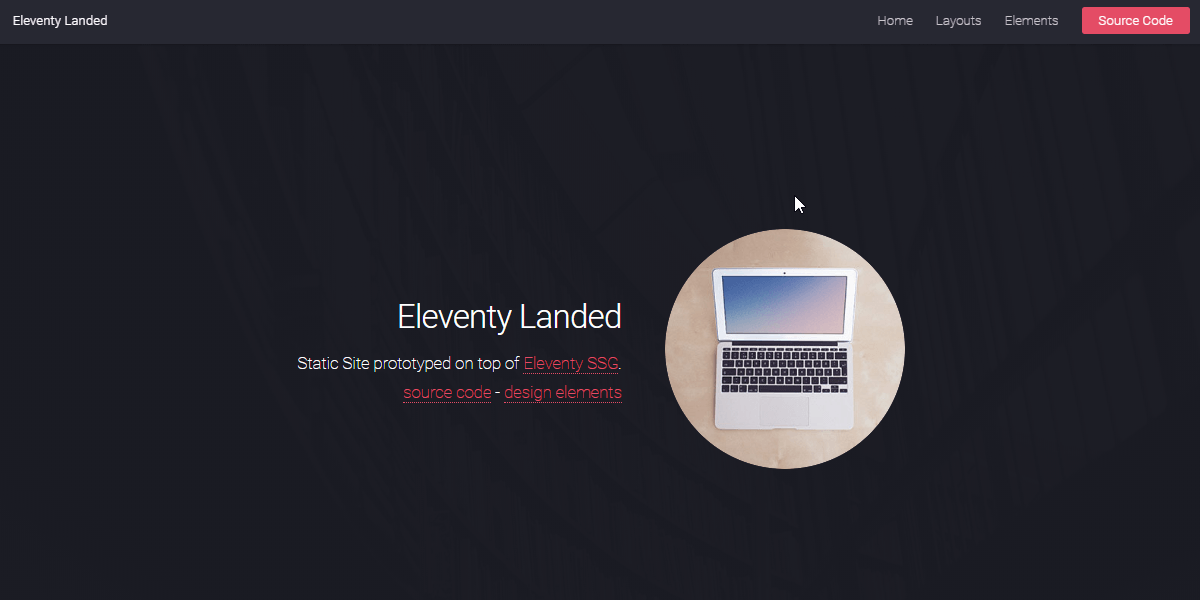 Eleventy Landed
Home
Layouts
Elements
Source Code
Eleventy Landed
Static Site prototyped on top of Eleventy SSG.
source code - design elements